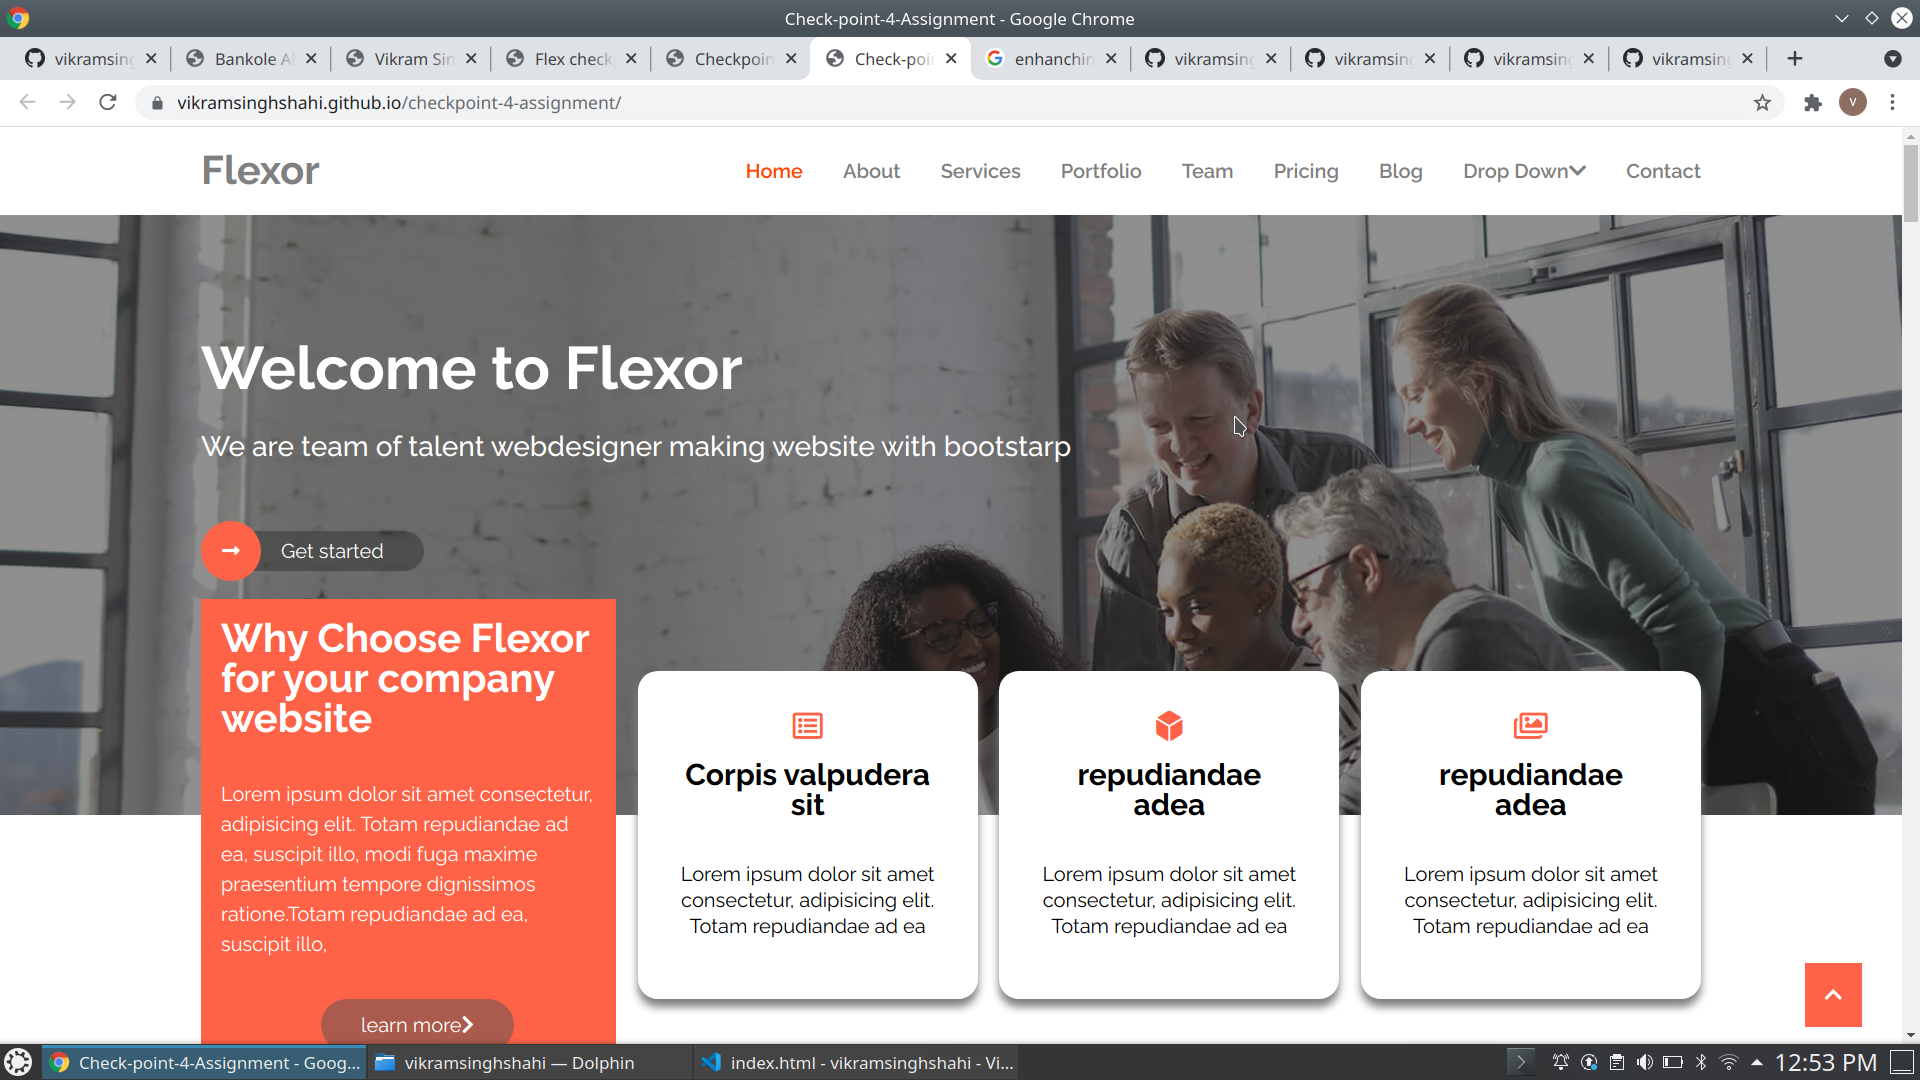 Check-point-4-Assignment - Google Chrome
vikramsing
Bankole A
Vikram Sin
Flex check
Checkpoin
Check-poi
enhanchin
vikramsing
vikramsing
vikramsing
vikramsing
vikramsinghshahi.github.io/checkpoint-4-assignment/
V
Flexor
Home About Services Portfolio Team Pricing Blog Drop Down Contact
Welcome to Flexor
We are team of talent webdesigner making website with bootstarp
Get started
Why Choose Flexor
for your company
website
Lorem ipsum dolor sit amet consectetur,
adipisicing elit. Totam repudiandae ad
ea, suscipit illo, modi fuga maxime
praesentium tempore dignissimos
ratione.Totam repudiandae ad ea,
suscipit illo,
learn more
Corpis valpudera
sit
Lorem ipsum dolor sit amet
consectetur, adipisicing elit.
Totam repudiandae ad ea
repudiandae
adea
Lorem ipsum dolor sit amet
consectetur, adipisicing elit.
Totam repudiandae ad ea
repudiandae
adea
Lorem ipsum dolor sit amet
consectetur, adipisicing elit.
Totam repudiandae ad ea
Check-point-4-Assignment - Goog...
vikramsinghshahi — Dolphin
index.html - vikramsinghshahi - Vi...
12:53 PM